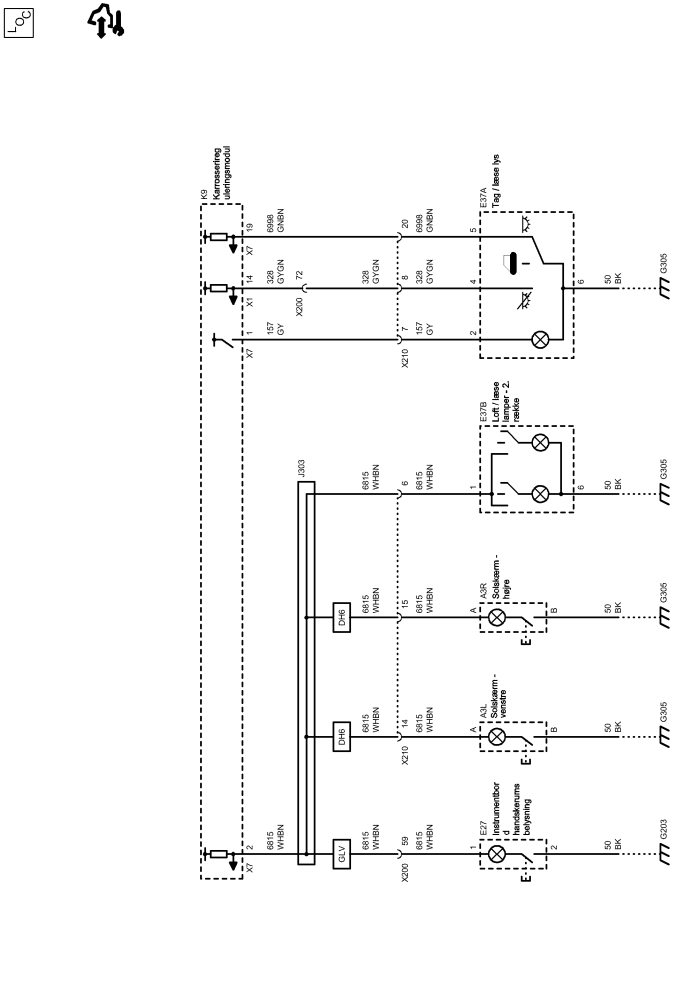 LOC
K9
Karrosserireg
uleringsmodul
X7
2
6815
WHBN
X7
1
157
GY
X1
14
328
GYGN
X7
19
6998
GNBN
X200
72
J303
GLV
DH6
DH6
6815
WHBN
6815
WHBN
6815
WHBN
6815
WHBN
328
GYGN
X200
59
X210
14
15
6
X210
7
8
20
6815
WHBN
6815
WHBN
6815
WHBN
6815
WHBN
157
GY
328
GYGN
6998
GNBN
E27
Instrumentbor
d
handskerums
belysning
1
2
A3L
Solskærm -
venstre
A
B
A3R
Solskærm -
højre
A
B
E37B
Loft / læse
lamper - 2.
række
1
6
E37A
Tag / læse lys
2
4
5
6
50
BK
50
BK
50
BK
50
BK
50
BK
G203
G305
G305
G305
G305